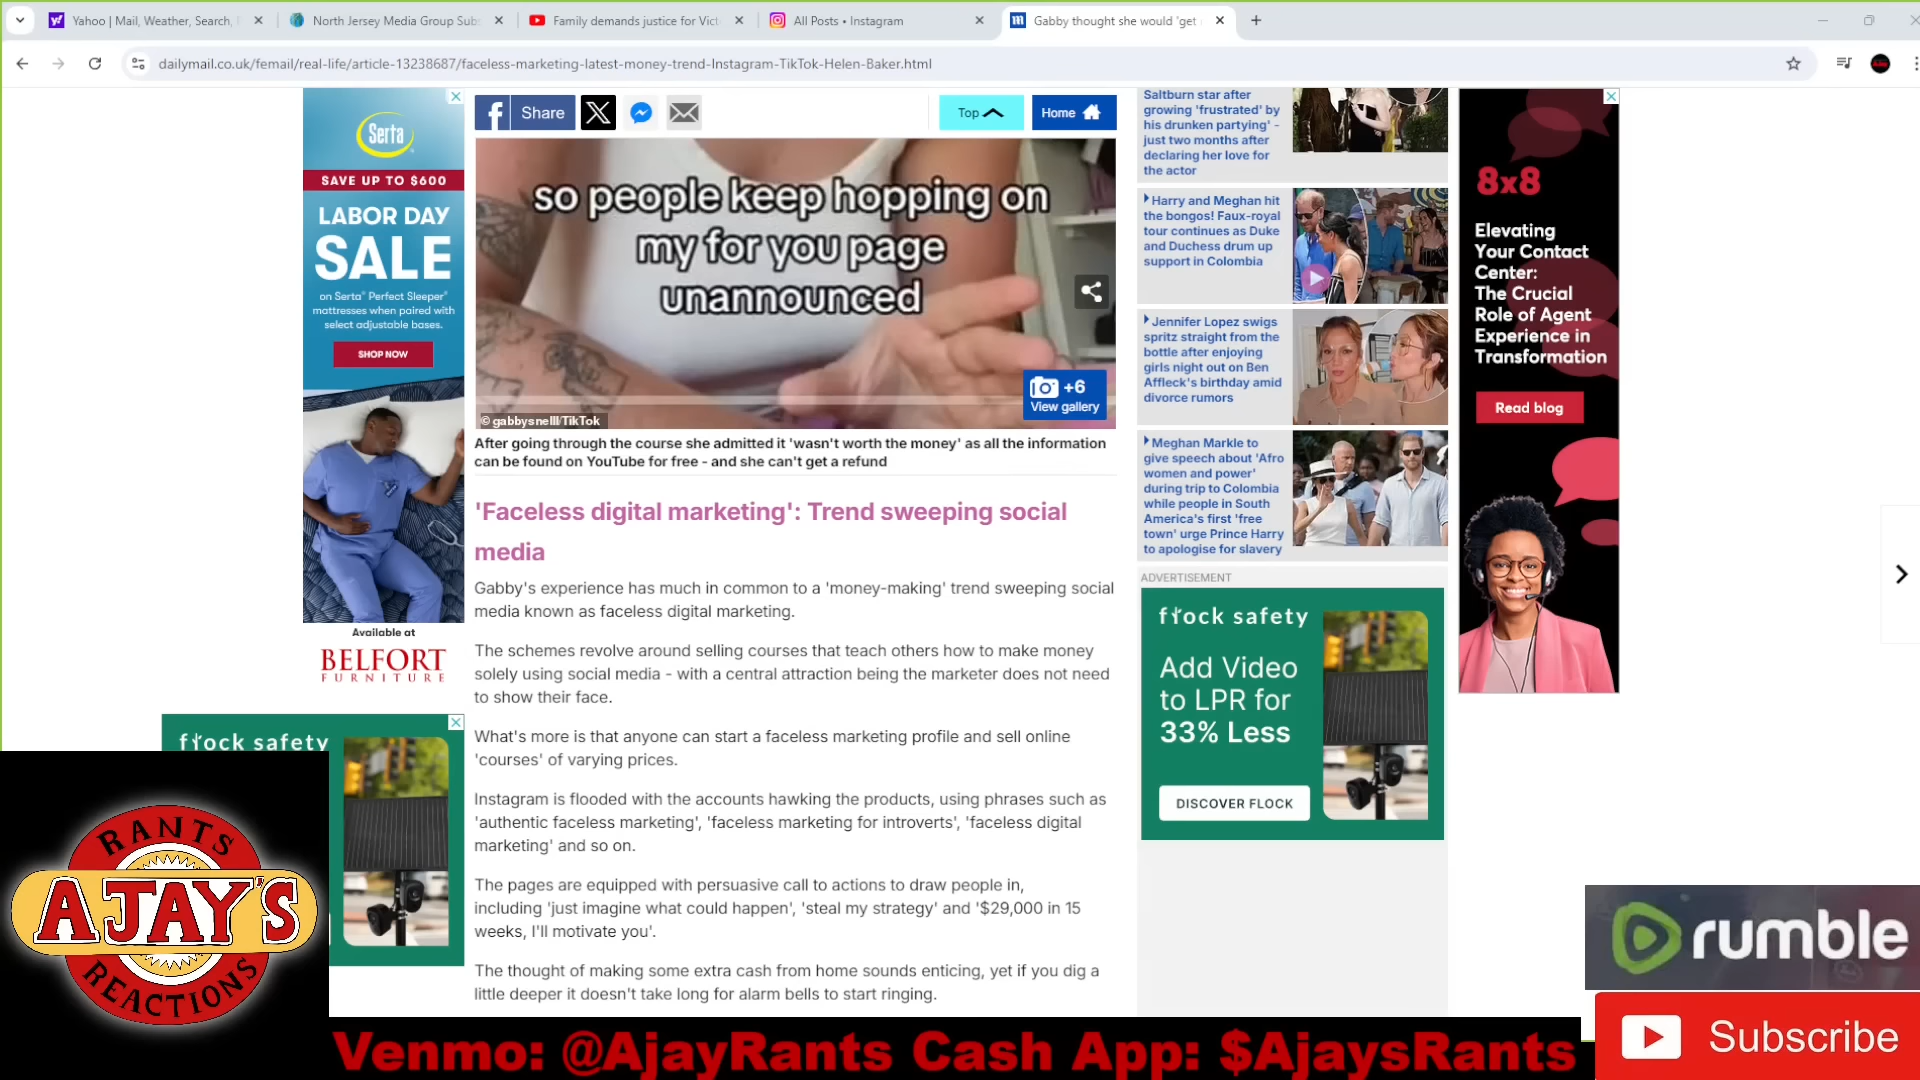 Yahoo | Mail, Weather, Search,
North Jersey Media Group Sub
Family demands justice for Vict
All Posts • Instagram
Gabby thought she would 'get
dailymail.co.uk/femail/real-life/article-13238687/faceless-marketing-latest-money-trend-Instagram-TikTok-Helen-Baker.html
Serta
SAVE UP TO $600
LABOR DAY
SALE
on Serta® Perfect Sleeper®
mattresses when paired with
select adjustable bases.
SHOP NOW
Available at
BELFORT
FURNITURE
flock safety
Share
Top
Home
so people keep hopping on
my for you page
unannounced
+6
View gallery
© gabbysnelll/TikTok
After going through the course she admitted it 'wasn't worth the money' as all the information
can be found on YouTube for free - and she can't get a refund
'Faceless digital marketing': Trend sweeping social
media
Gabby's experience has much in common to a 'money-making' trend sweeping social
media known as faceless digital marketing.
The schemes revolve around selling courses that teach others how to make money
solely using social media - with a central attraction being the marketer does not need
to show their face.
What's more is that anyone can start a faceless marketing profile and sell online
'courses' of varying prices.
Instagram is flooded with the accounts hawking the products, using phrases such as
'authentic faceless marketing', 'faceless marketing for introverts', 'faceless digital
marketing' and so on.
The pages are equipped with persuasive call to actions to draw people in,
including 'just imagine what could happen', 'steal my strategy' and '$29,000 in 15
weeks, I'll motivate you'.
The thought of making some extra cash from home sounds enticing, yet if you dig a
little deeper it doesn't take long for alarm bells to start ringing.
Saltburn star after
growing 'frustrated' by
his drunken partying' -
just two months after
declaring her love for
the actor
Harry and Meghan hit
the bongos! Faux-royal
tour continues as Duke
and Duchess drum up
support in Colombia
Jennifer Lopez swigs
spritz straight from the
bottle after enjoying
girls night out on Ben
Affleck's birthday amid
divorce rumors
Meghan Markle to
give speech about 'Afro
women and power'
during trip to Colombia
while people in South
America's first 'free
town' urge Prince Harry
to apologise for slavery
ADVERTISEMENT
flock safety
Add Video
to LPR for
33% Less
DISCOVER FLOCK
8x8
Elevating
Your Contact
Center:
The Crucial
Role of Agent
Experience in
Transformation
Read blog
RANTS
AJAY'S
REACTIONS
rumble
Subscribe
Venmo: @AjayRants Cash App: $AjaysRants